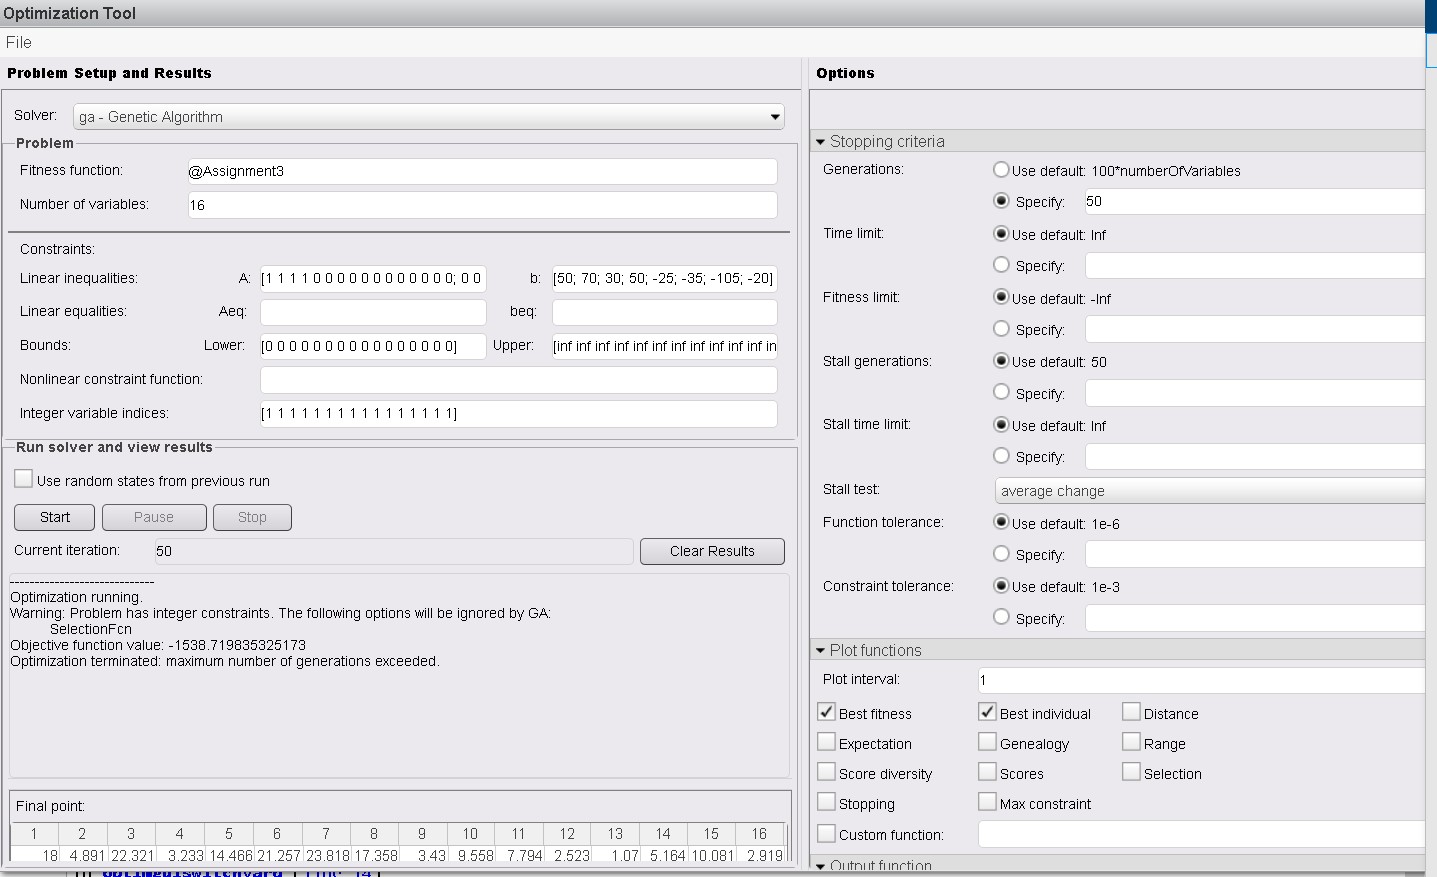 Optimization Tool
File
Problem Setup and Results
Solver: ga - Genetic Algorithm
Problem
Fitness function: @Assignment3
Number of variables: 16
Constraints:
Linear inequalities: A: [1 1 1 1 0 0 0 0 0 0 0 0 0 0 0 0; 0 0 b: [50; 70; 30; 50; -25; -35; -105; -20]
Linear equalities: Aeq: beq:
Bounds: Lower: [0 0 0 0 0 0 0 0 0 0 0 0 0 0 0 0] Upper: [inf inf inf inf inf inf inf inf inf inf inf in
Nonlinear constraint function:
Integer variable indices: [1 1 1 1 1 1 1 1 1 1 1 1 1 1 1 1]
Run solver and view results
Use random states from previous run
Start Pause Stop
Current iteration: 50 Clear Results
-----------------------------
Optimization running.
Warning: Problem has integer constraints. The following options will be ignored by GA:
SelectionFcn
Objective function value: -1538.719835325173
Optimization terminated: maximum number of generations exceeded.
Final point:
1 2 3 4 5 6 7 8 9 10 11 12 13 14 15 16
18 4.891 22.321 3.233 14.466 21.257 23.818 17.358 3.43 9.558 7.794 2.523 1.07 5.164 10.081 2.919
Options
Stopping criteria
Generations: Use default: 100*numberOfVariables
Specify: 50
Time limit: Use default: Inf
Specify:
Fitness limit: Use default: -Inf
Specify:
Stall generations: Use default: 50
Specify:
Stall time limit: Use default: Inf
Specify:
Stall test: average change
Function tolerance: Use default: 1e-6
Specify:
Constraint tolerance: Use default: 1e-3
Specify:
Plot functions
Plot interval: 1
Best fitness Best individual Distance
Expectation Genealogy Range
Score diversity Scores Selection
Stopping Max constraint
Custom function:
Output function